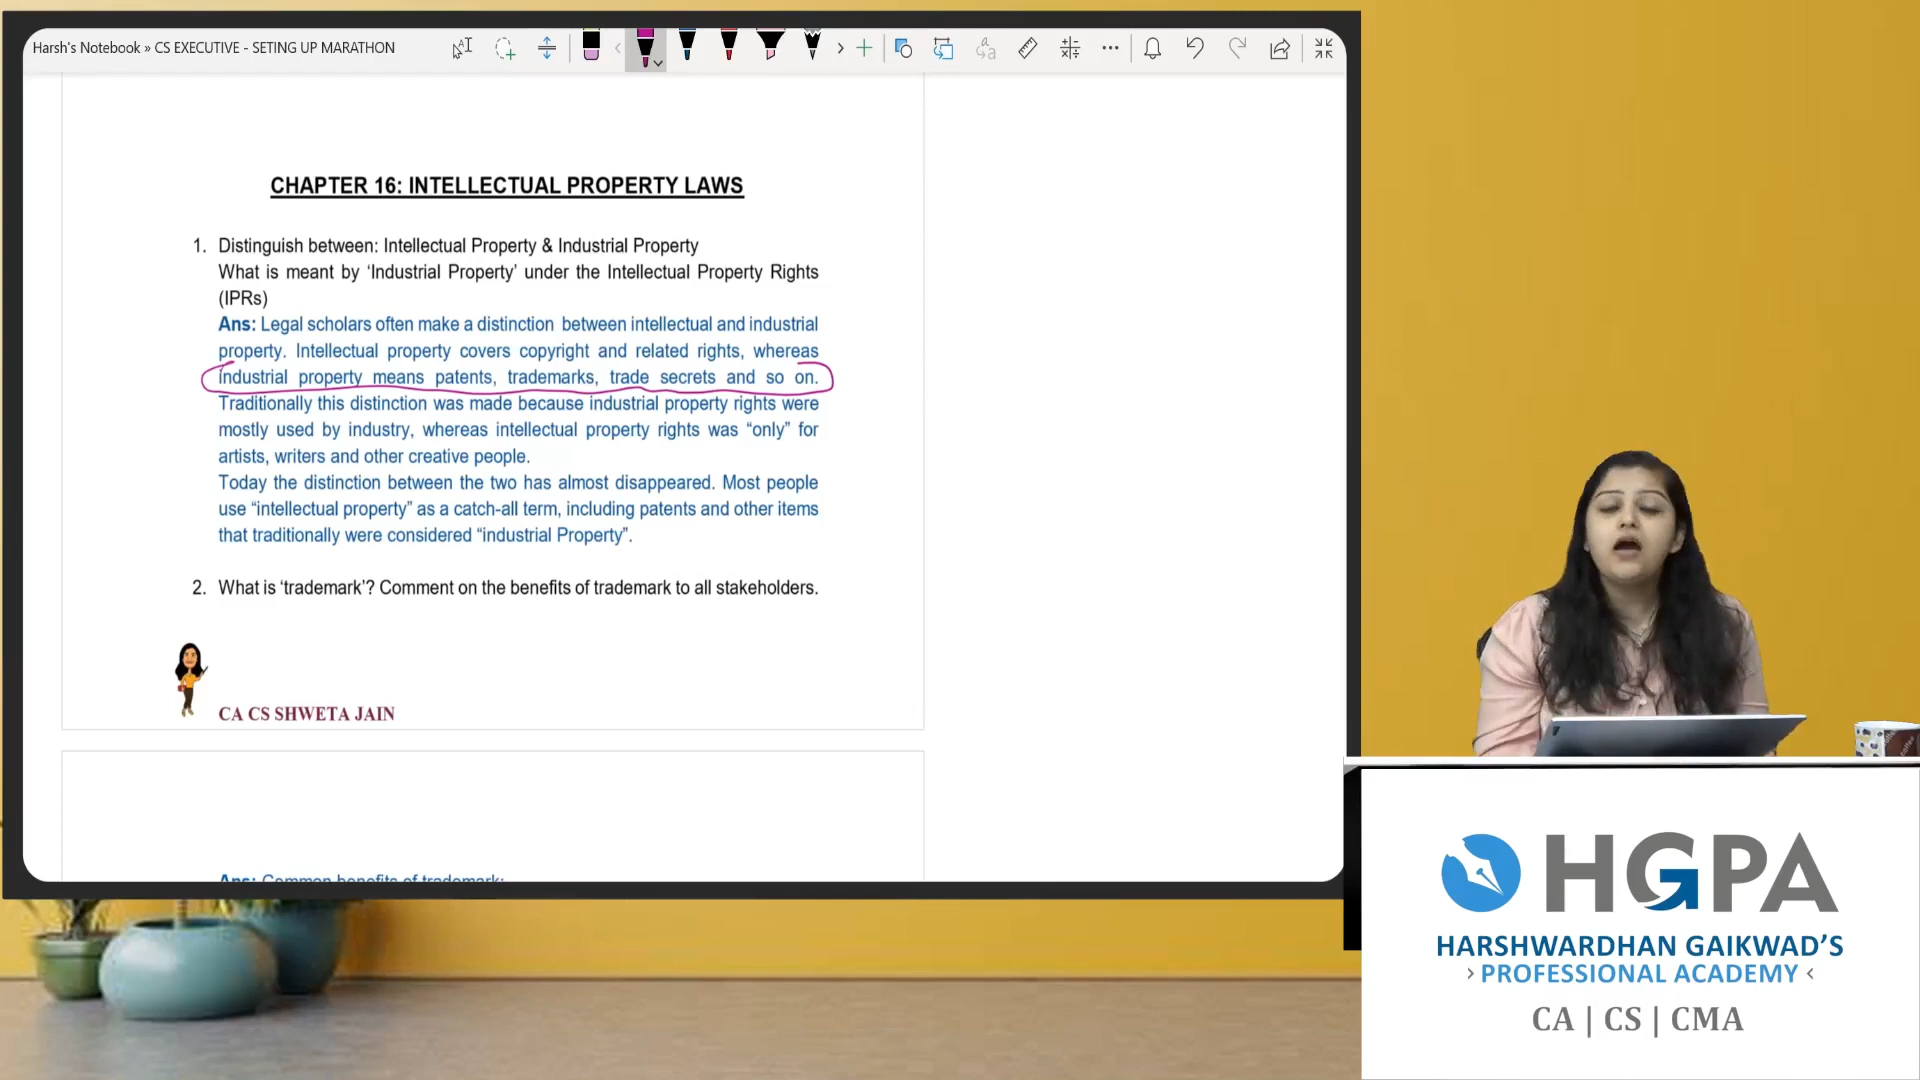 Harsh's Notebook » CS EXECUTIVE - SETING UP MARATHON
CHAPTER 16: INTELLECTUAL PROPERTY LAWS
1. Distinguish between: Intellectual Property & Industrial Property
What is meant by ‘Industrial Property’ under the Intellectual Property Rights
(IPRs)
Ans: Legal scholars often make a distinction between intellectual and industrial
property. Intellectual property covers copyright and related rights, whereas
industrial property means patents, trademarks, trade secrets and so on.
Traditionally this distinction was made because industrial property rights were
mostly used by industry, whereas intellectual property rights was “only” for
artists, writers and other creative people.
Today the distinction between the two has almost disappeared. Most people
use “intellectual property” as a catch-all term, including patents and other items
that traditionally were considered “industrial Property”.
2. What is ‘trademark’? Comment on the benefits of trademark to all stakeholders.
CA CS SHWETA JAIN
Ans: Common benefits of trademark:
HGPA
HARSHWARDHAN GAIKWAD’S
› PROFESSIONAL ACADEMY ‹
CA | CS | CMA